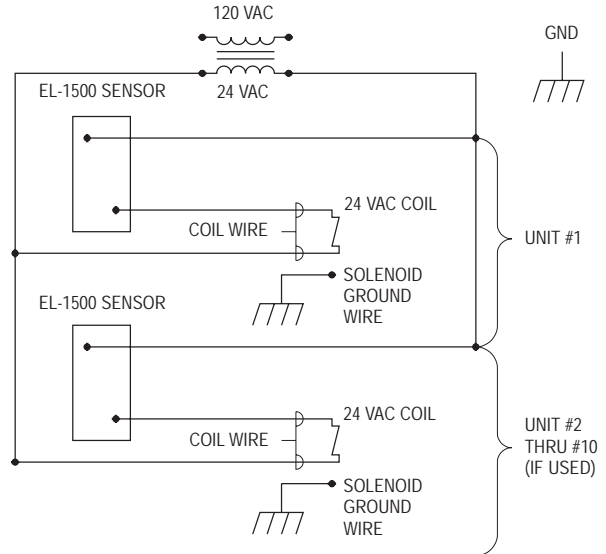 120 VAC
GND
24 VAC
EL-1500 SENSOR
24 VAC COIL
COIL WIRE
UNIT #1
SOLENOID
GROUND
WIRE
EL-1500 SENSOR
24 VAC COIL
COIL WIRE
UNIT #2
THRU #10
(IF USED)
SOLENOID
GROUND
WIRE